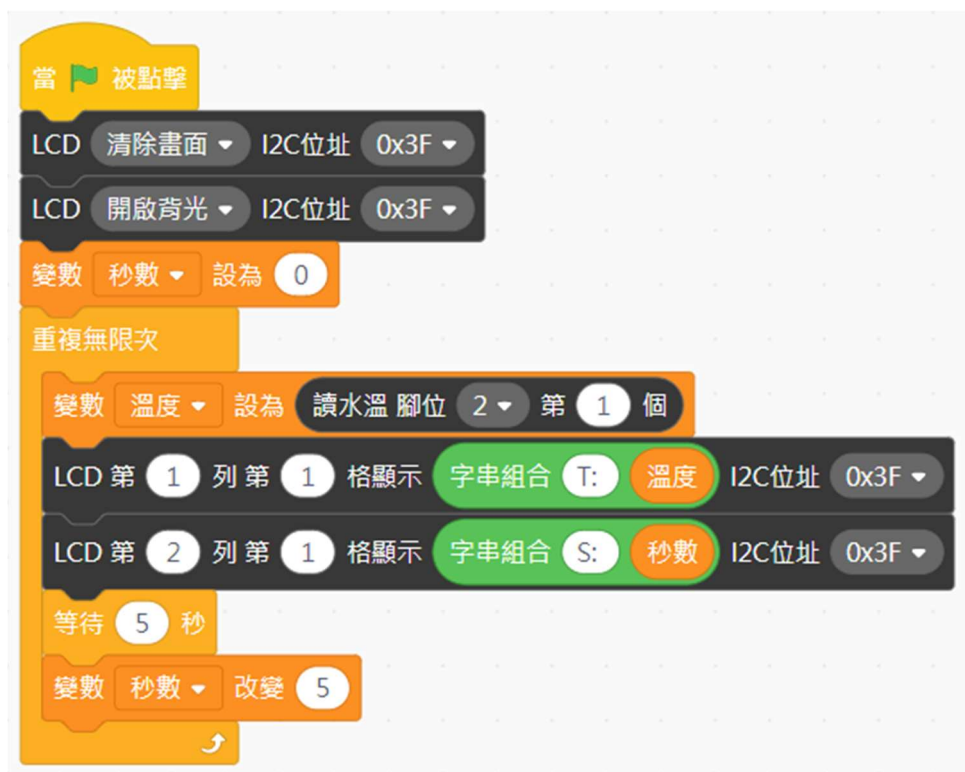 當 被點擊
LCD 清除畫面 I2C位址 0x3F
LCD 開啟背光 I2C位址 0x3F
變數 秒數 設為 0
重複無限次
變數 溫度 設為 讀水溫 腳位 2 第 1 個
LCD 第 1 列 第 1 格顯示 字串組合 T: 溫度 I2C位址 0x3F
LCD 第 2 列 第 1 格顯示 字串組合 S: 秒數 I2C位址 0x3F
等待 5 秒
變數 秒數 改變 5